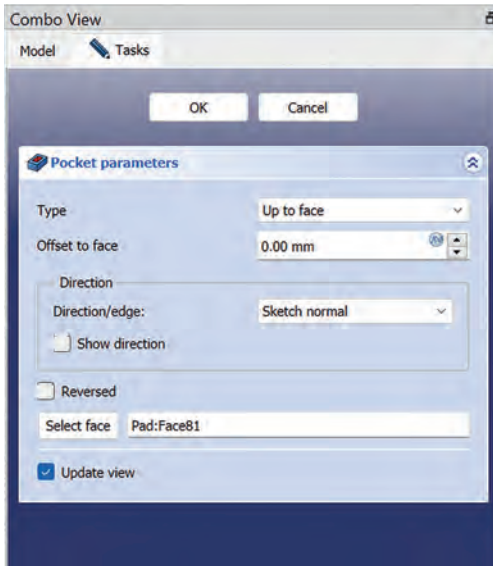 Combo View
Model Tasks
OK Cancel
Pocket parameters
Type Up to face
Offset to face 0.00 mm
Direction
Direction/edge: Sketch normal
Show direction
Reversed
Select face Pad:Face81
Update view